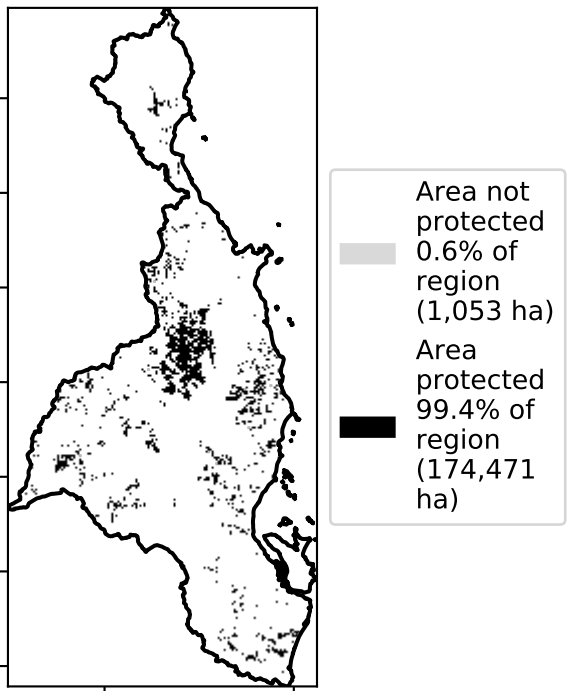 Area not
protected
0.6% of
region
(1,053 ha)
Area
protected
99.4% of
region
(174,471
ha)